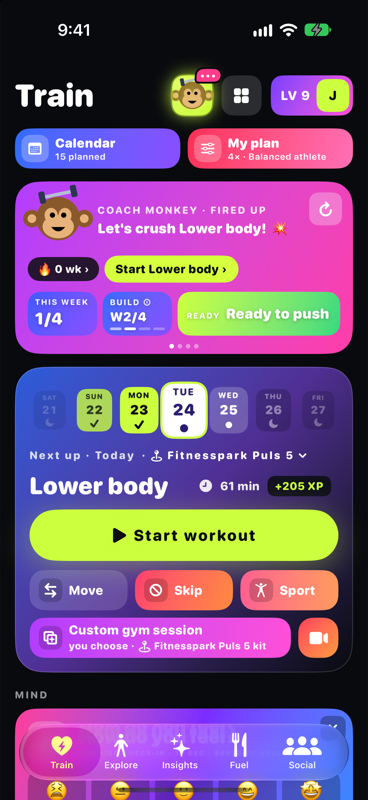 9:41
Train
LV 9
J
Calendar
15 planned
My plan
4× · Balanced athlete
COACH MONKEY · FIRED UP
Let's crush Lower body! 💥
🔥 0 wk ›
Start Lower body ›
THIS WEEK
1/4
BUILD
W2/4
READY Ready to push
SAT
21
SUN
22
MON
23
TUE
24
WED
25
THU
26
FRI
27
Next up · Today · Fitnesspark Puls 5
Lower body
61 min
+205 XP
Start workout
Move
Skip
Sport
Custom gym session
you choose · Fitnesspark Puls 5 kit
MIND
Train
Explore
Insights
Fuel
Social